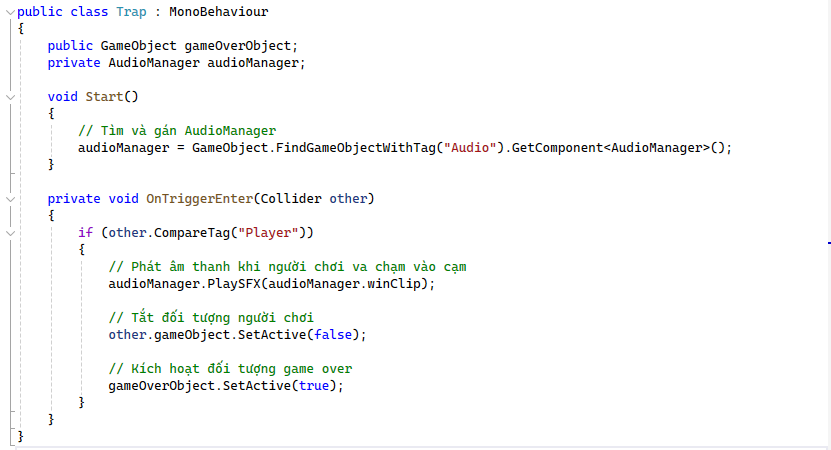 public class Trap : MonoBehaviour
{
public GameObject gameOverObject;
private AudioManager audioManager;
void Start()
{
// Tìm và gán AudioManager
audioManager = GameObject.FindGameObjectWithTag("Audio").GetComponent<AudioManager>();
}
private void OnTriggerEnter(Collider other)
{
if (other.CompareTag("Player"))
{
// Phát âm thanh khi người chơi va chạm vào cạm
audioManager.PlaySFX(audioManager.winClip);
// Tắt đối tượng người chơi
other.gameObject.SetActive(false);
// Kích hoạt đối tượng game over
gameOverObject.SetActive(true);
}
}
}